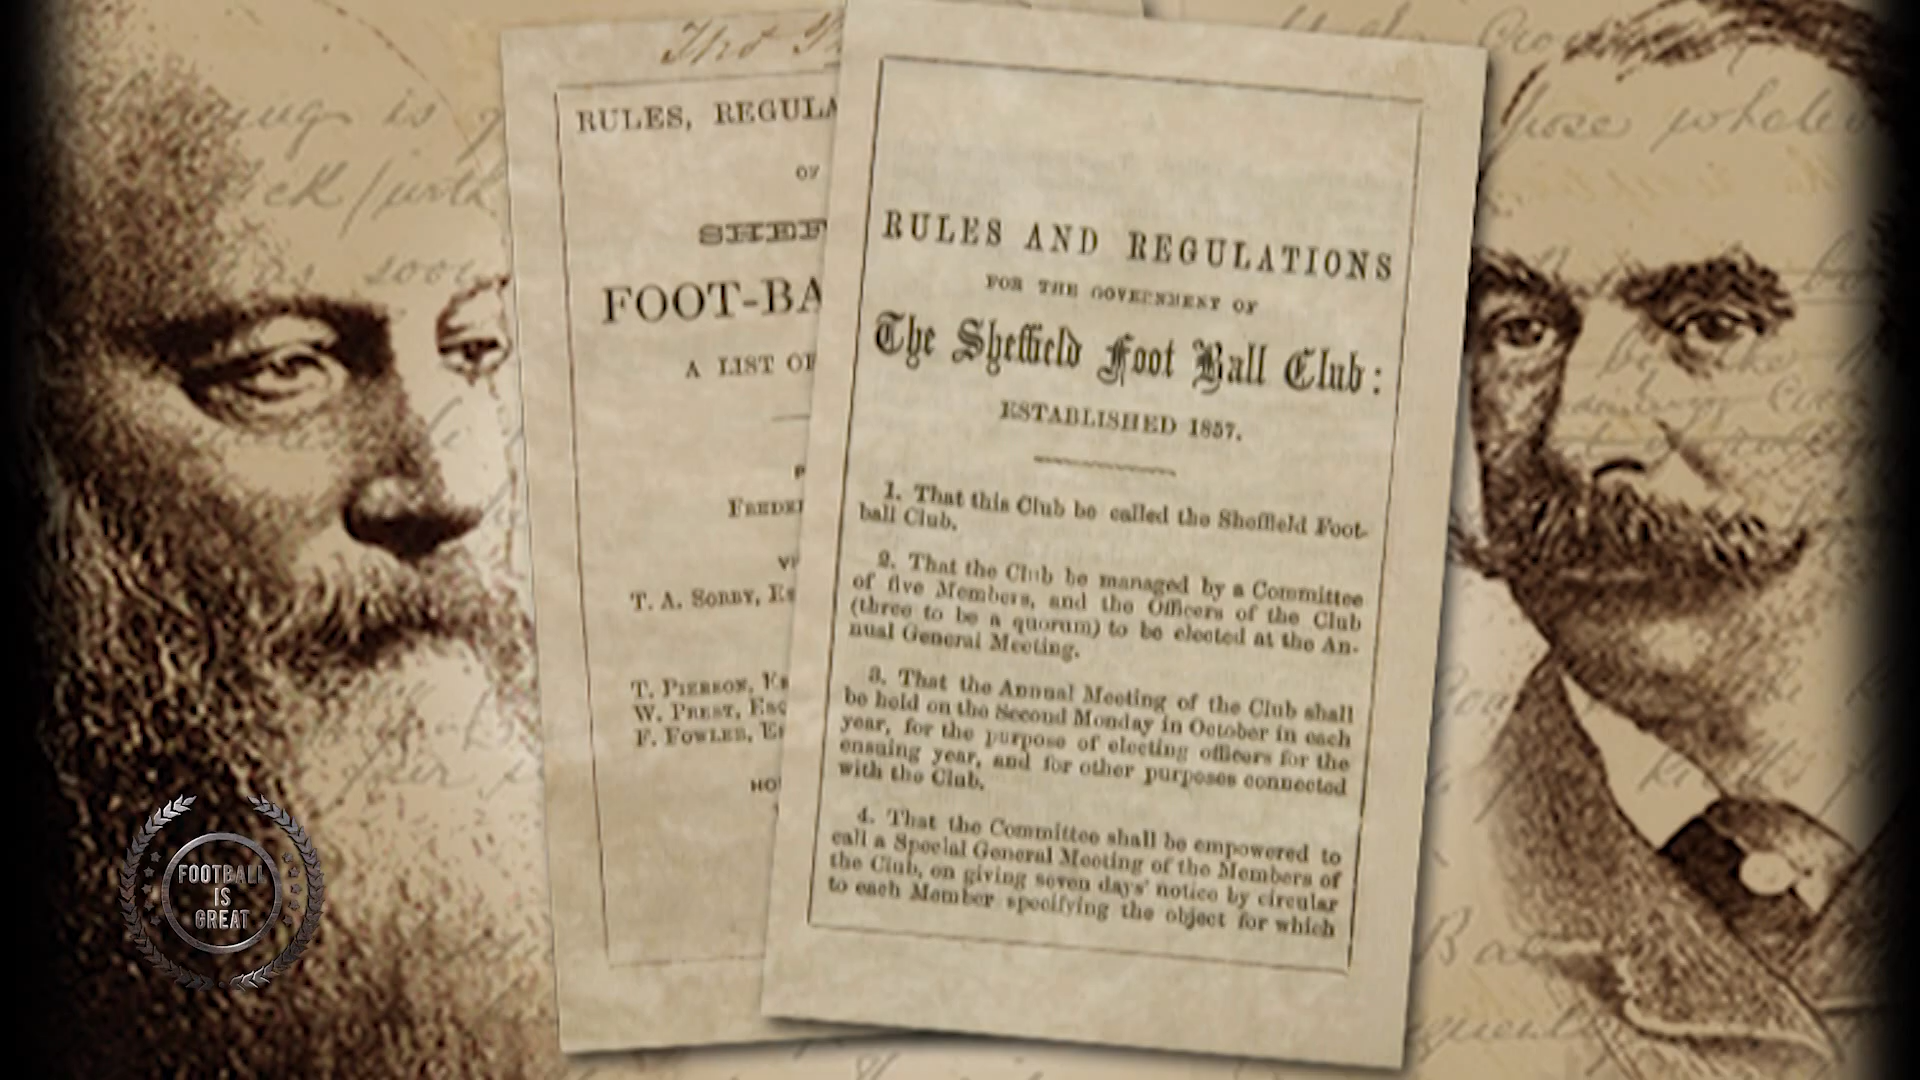 RULES, REGULA
OF
SHEF
FOOT-BA
A LIST OF
FREDE
T. A. SORBY, Es
T. PIERSON, Es
W. PREST, Esq
F. FOWLER, Es
HO
RULES AND REGULATIONS
FOR THE GOVERNMENT OF
The Sheffield Foot Ball Club:
ESTABLISHED 1857.
1. That this Club be called the Sheffield Foot-
ball Club.
2. That the Club be managed by a Committee
of five Members, and the Officers of the Club
(three to be a quorum) to be elected at the An-
nual General Meeting.
3. That the Annual Meeting of the Club shall
be held on the Second Monday in October in each
year, for the purpose of electing officers for the
ensuing year, and for other purposes connected
with the Club.
4. That the Committee shall be empowered to
call a Special General Meeting of the Members of
the Club, on giving seven days' notice by circular
to each Member specifying the object for which
FOOTBALL
IS
GREAT